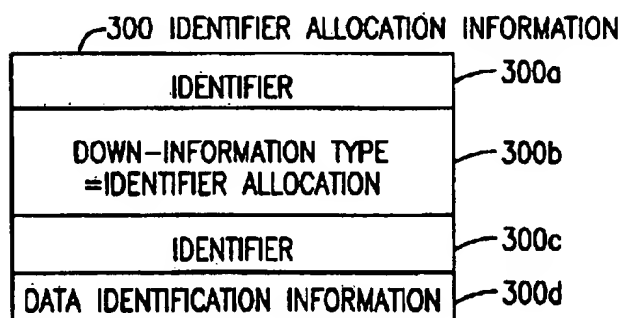 300 IDENTIFIER ALLOCATION INFORMATION
IDENTIFIER 300a
DOWN-INFORMATION TYPE
=IDENTIFIER ALLOCATION 300b
IDENTIFIER 300c
DATA IDENTIFICATION INFORMATION 300d